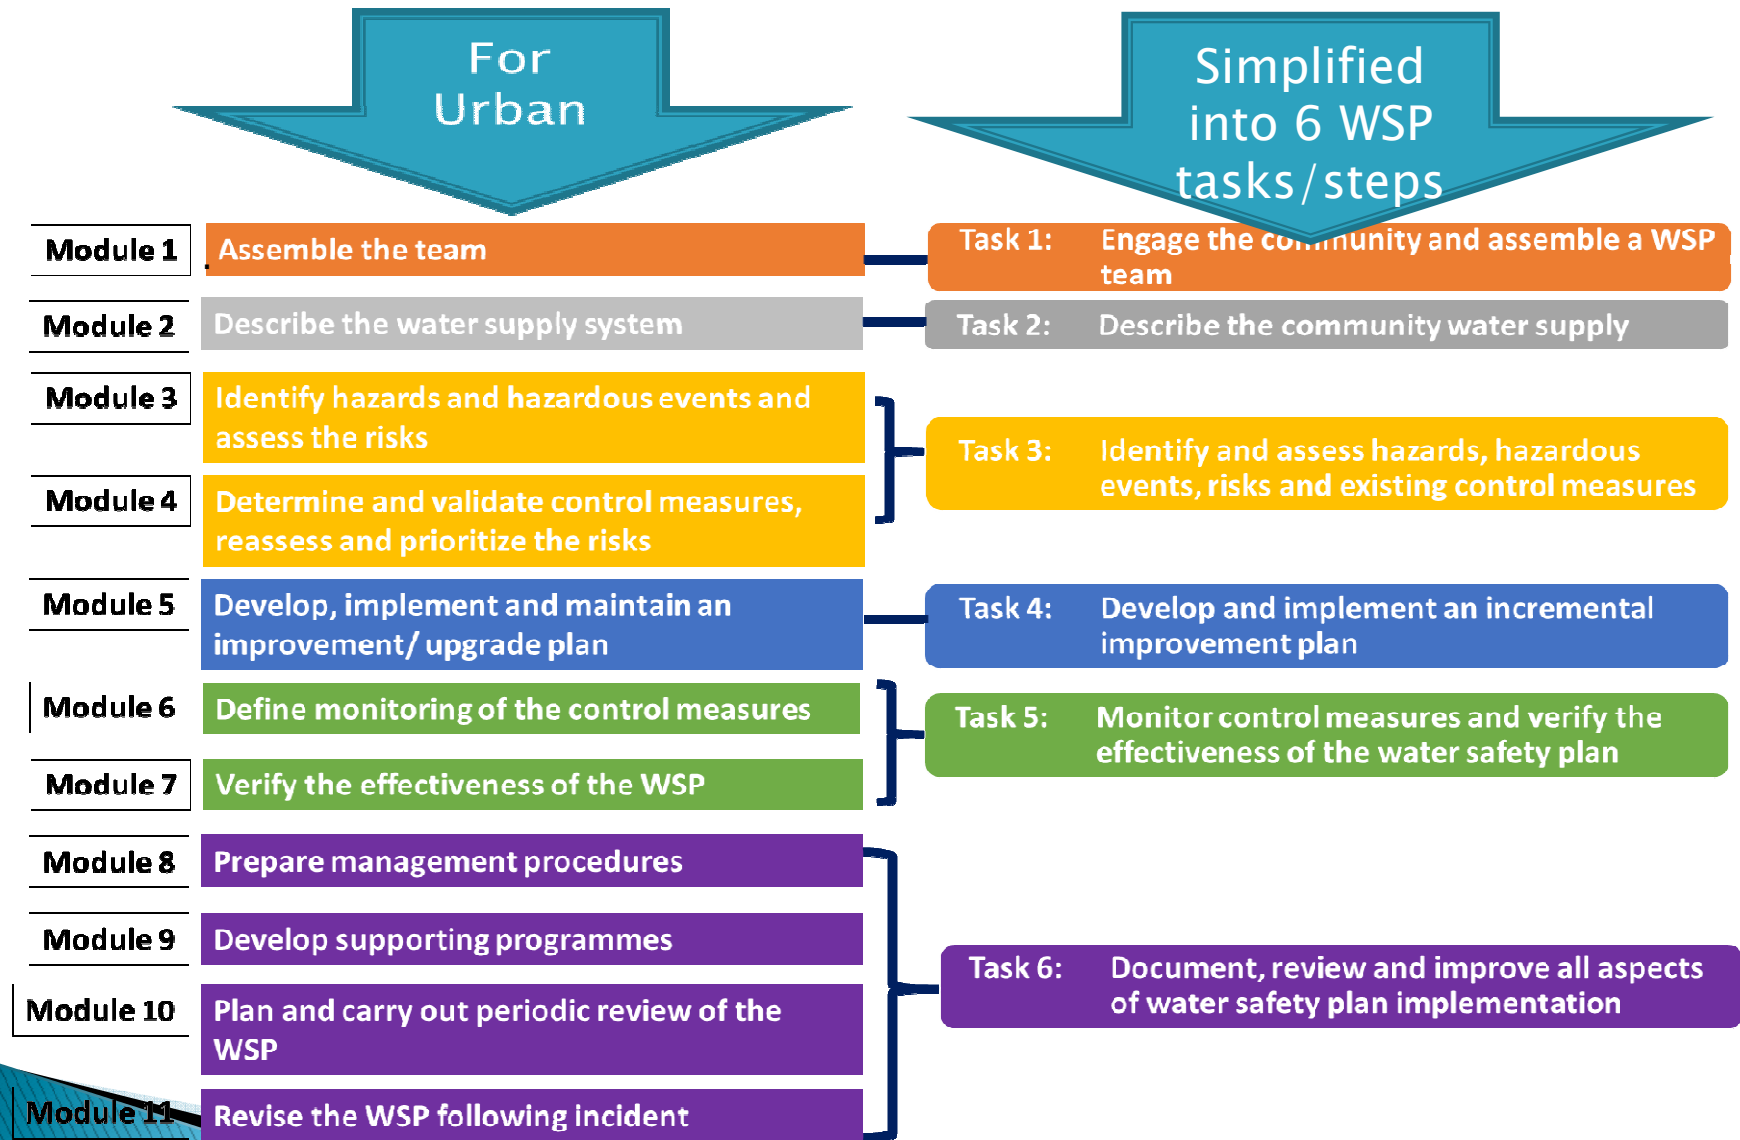 For
Urban
Simplified
into 6 WSP
tasks/steps
Module 1
Assemble the team
Task 1: Engage the community and assemble a WSP
team
Module 2
Describe the water supply system
Task 2: Describe the community water supply
Module 3
Identify hazards and hazardous events and
assess the risks
Module 4
Determine and validate control measures,
reassess and prioritize the risks
Task 3: Identify and assess hazards, hazardous
events, risks and existing control measures
Module 5
Develop, implement and maintain an
improvement/ upgrade plan
Task 4: Develop and implement an incremental
improvement plan
Module 6
Define monitoring of the control measures
Module 7
Verify the effectiveness of the WSP
Task 5: Monitor control measures and verify the
effectiveness of the water safety plan
Module 8
Prepare management procedures
Module 9
Develop supporting programmes
Module 10
Plan and carry out periodic review of the
WSP
Module 11
Revise the WSP following incident
Task 6: Document, review and improve all aspects
of water safety plan implementation